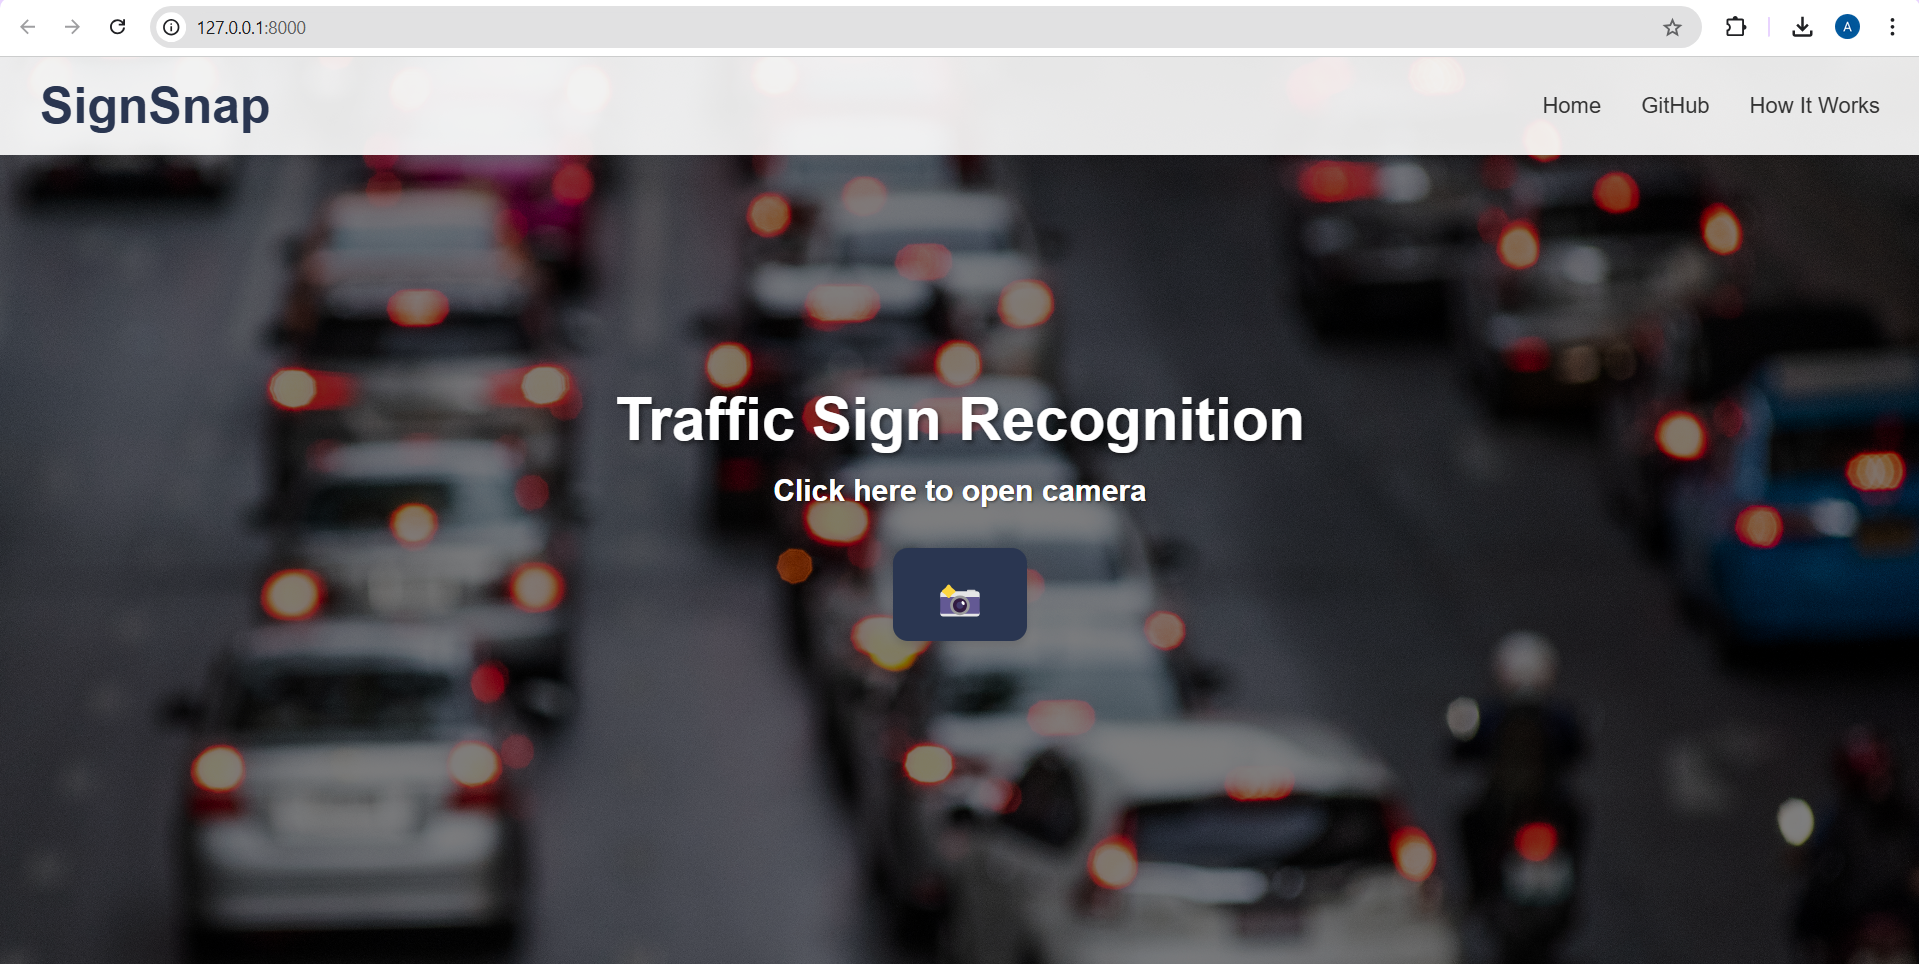 127.0.0.1:8000
A
SignSnap
Home
GitHub
How It Works
Traffic Sign Recognition
Click here to open camera